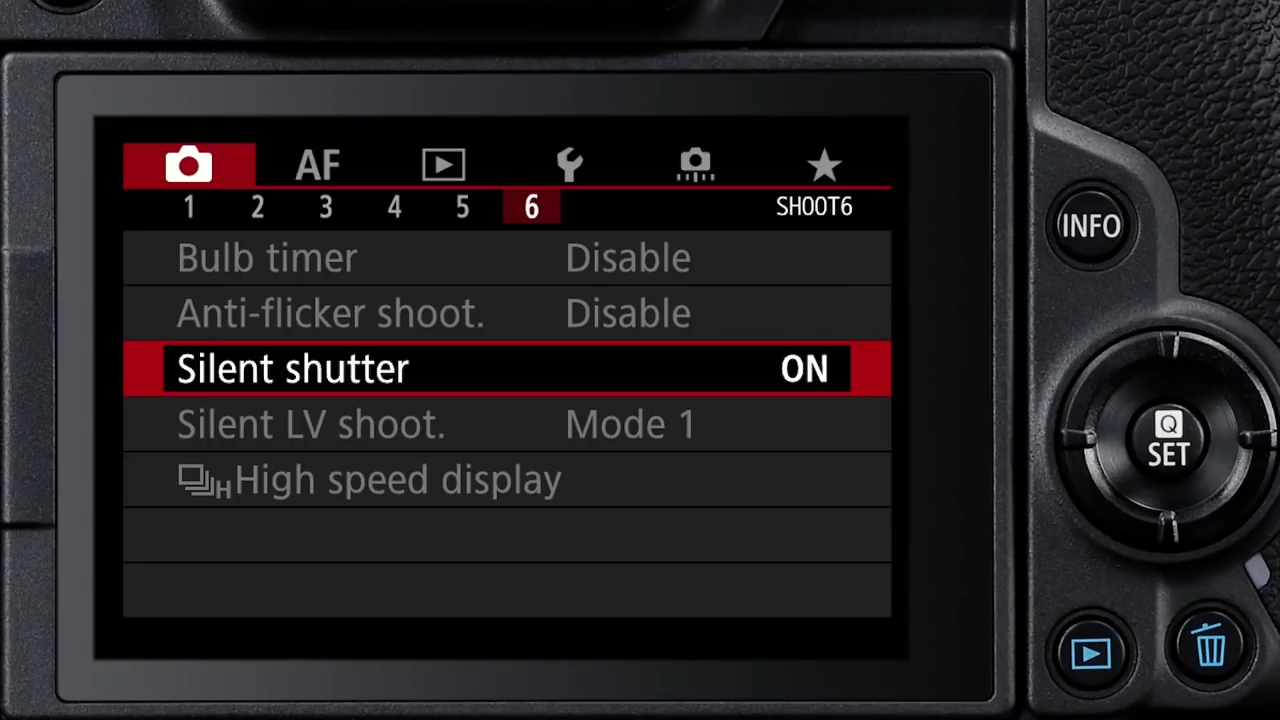 AF
1 2 3 4 5 6 SHOOT6
Bulb timer Disable
Anti-flicker shoot. Disable
Silent shutter ON
Silent LV shoot. Mode 1
H High speed display
INFO
Q
SET